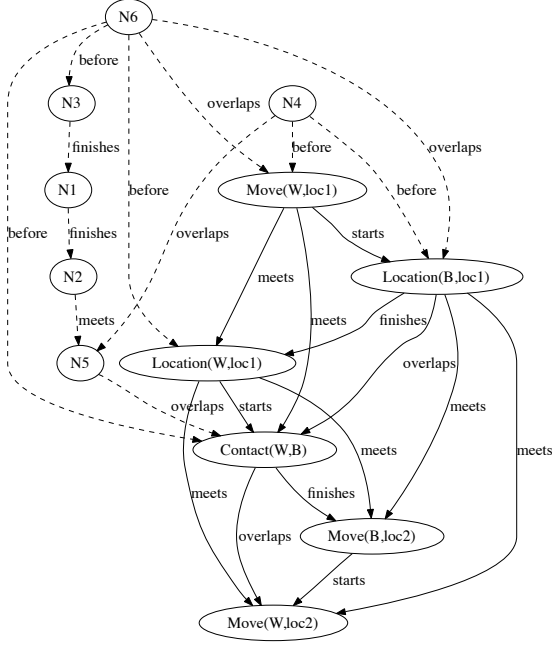 N6
before
N3
overlaps
N4
finishes
before
overlaps
N1
before
Move(W,loc1)
before
before
finishes
overlaps
starts
N2
meets
Location(B,loc1)
meets
meets
finishes
N5
Location(W,loc1)
overlaps
overlaps
starts
meets
Contact(W,B)
meets
meets
meets
finishes
overlaps
Move(B,loc2)
starts
Move(W,loc2)